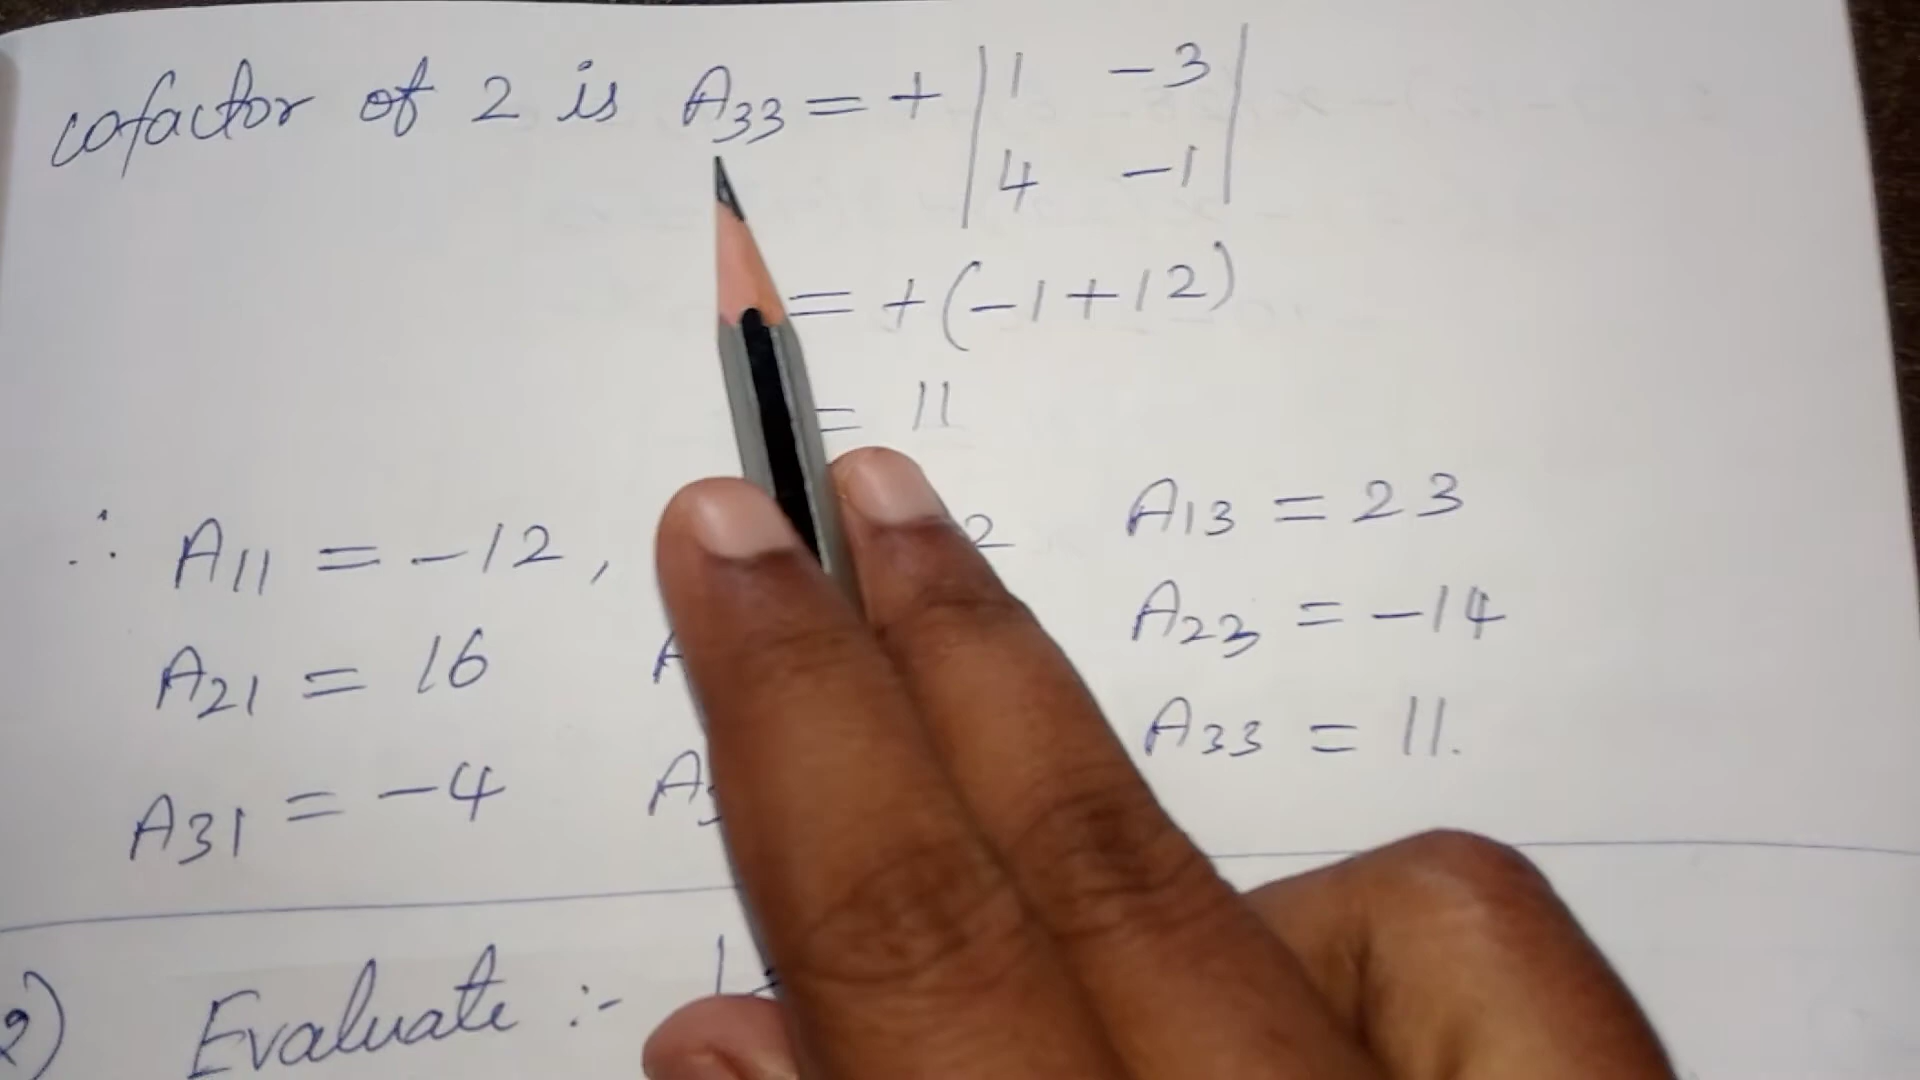 cofactor of 2 is A33 = + | 1 -3 |
| 4 -1 |
= +(-1+12)
= 11
∴ A11 = -12, 2 A13 = 23
A21 = 16 A23 = -14
A31 = -4 A33 = 11.
2) Evaluate :-